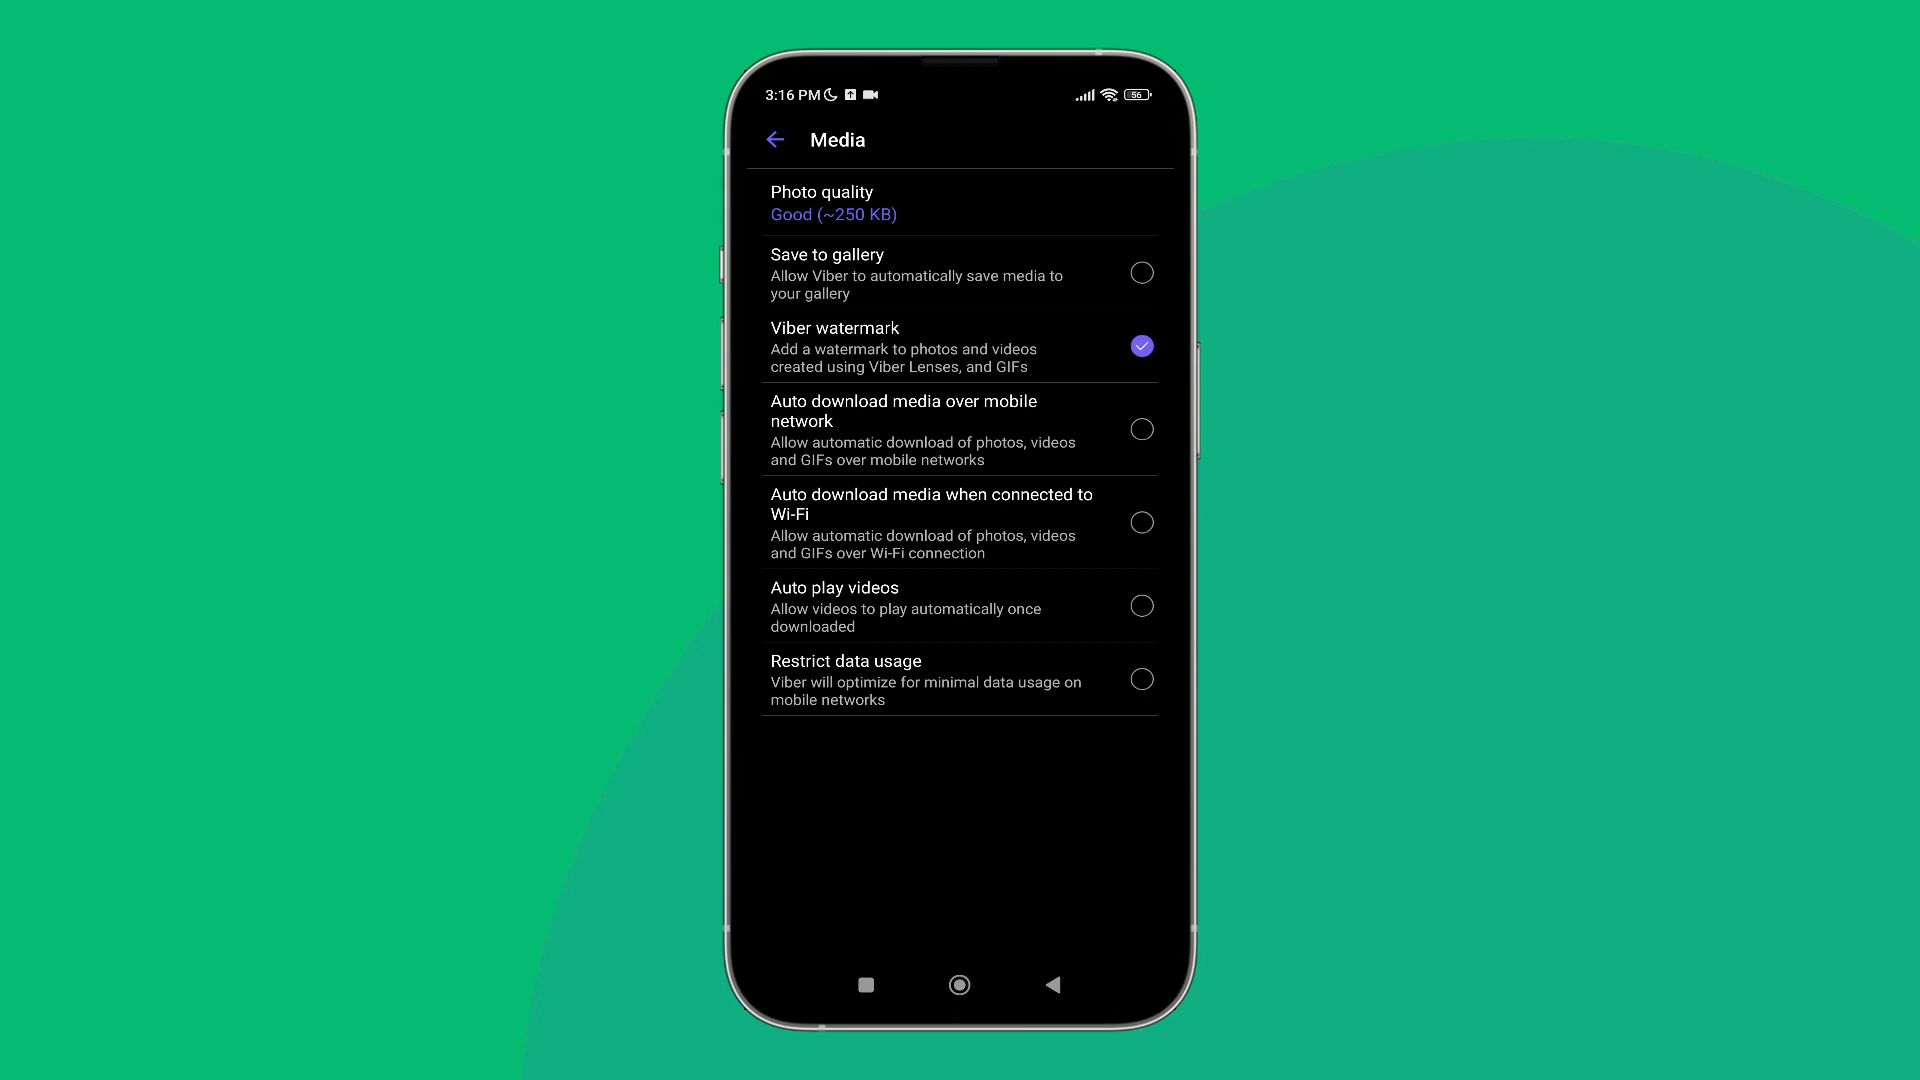 3:16 PM
56
Media
Photo quality
Good (~250 KB)
Save to gallery
Allow Viber to automatically save media to
your gallery
Viber watermark
Add a watermark to photos and videos
created using Viber Lenses, and GIFs
Auto download media over mobile
network
Allow automatic download of photos, videos
and GIFs over mobile networks
Auto download media when connected to
Wi-Fi
Allow automatic download of photos, videos
and GIFs over Wi-Fi connection
Auto play videos
Allow videos to play automatically once
downloaded
Restrict data usage
Viber will optimize for minimal data usage on
mobile networks